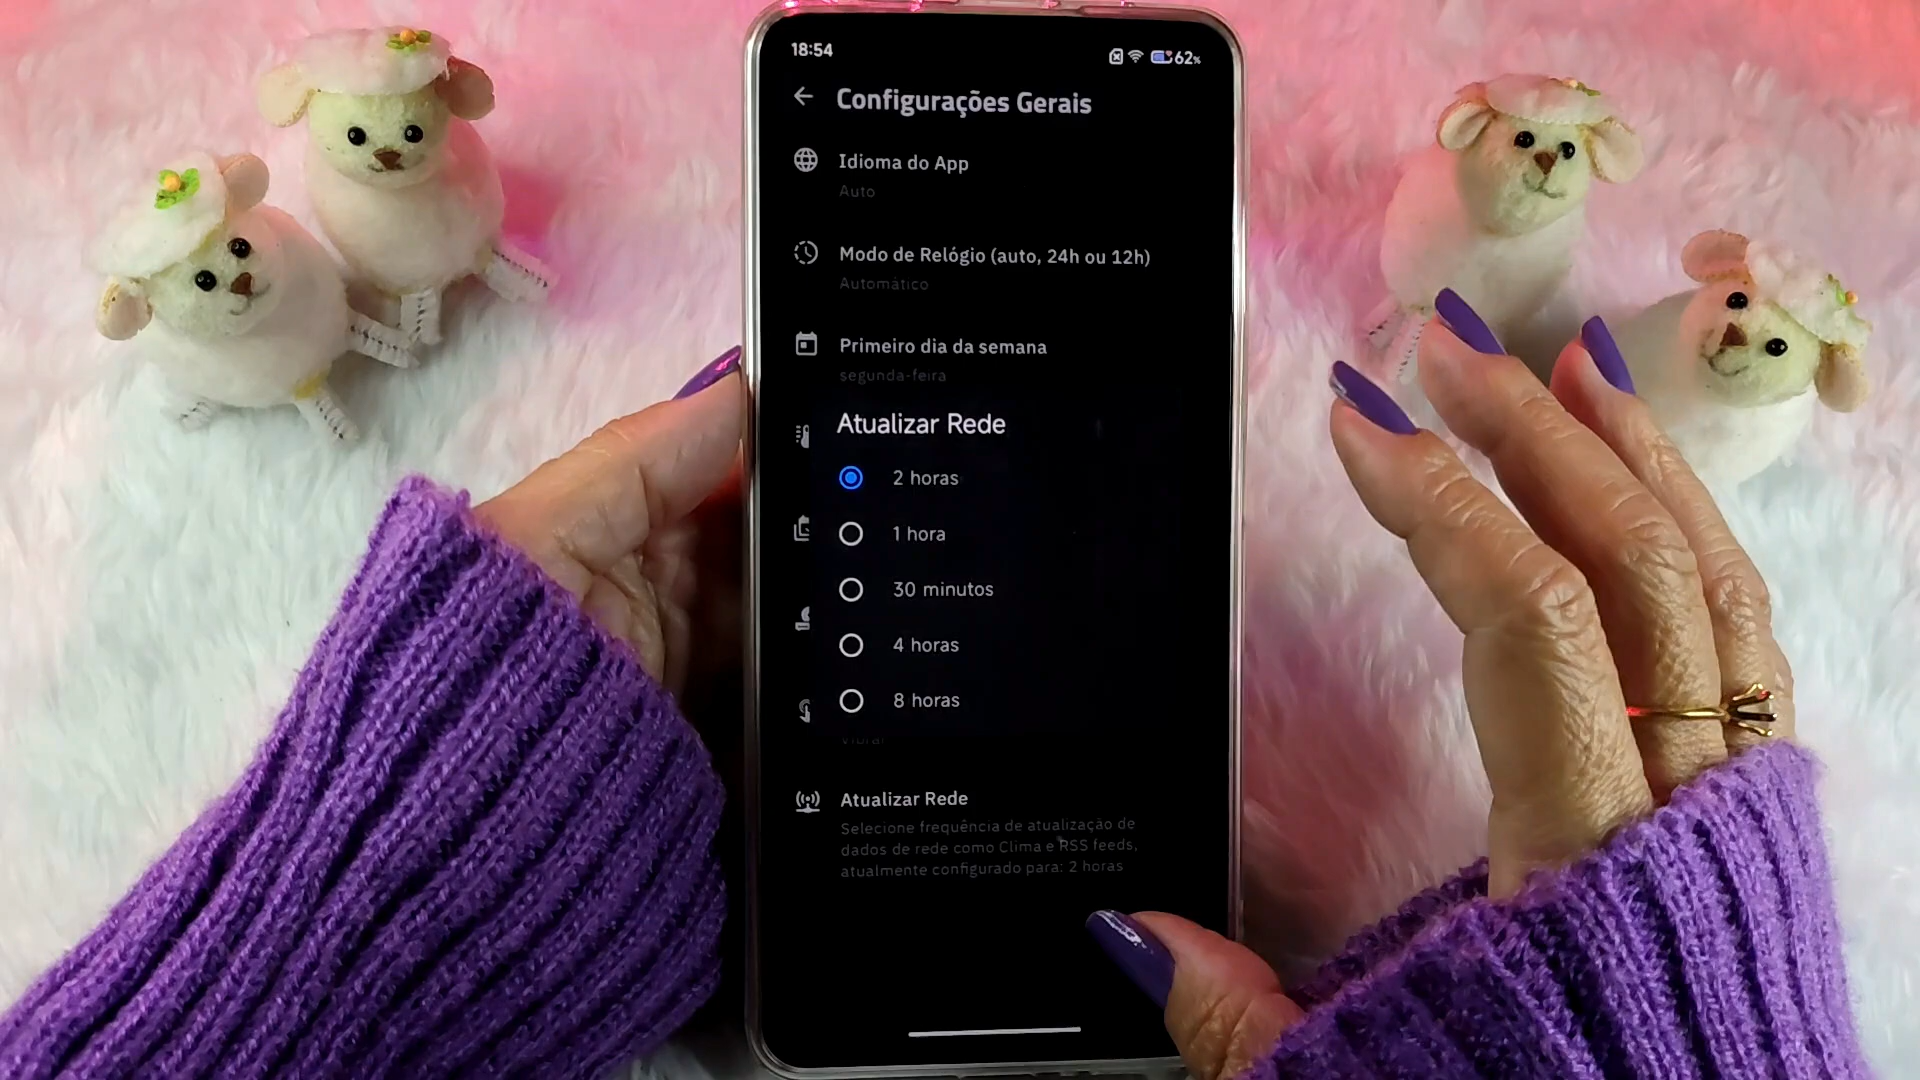 18:54
62%
Configurações Gerais
Idioma do App
Auto
Modo de Relógio (auto, 24h ou 12h)
Automático
Primeiro dia da semana
segunda-feira
Atualizar Rede
2 horas
1 hora
30 minutos
4 horas
8 horas
Vibrar
Atualizar Rede
Selecione frequência de atualização de
dados de rede como Clima e RSS feeds,
atualmente configurado para: 2 horas